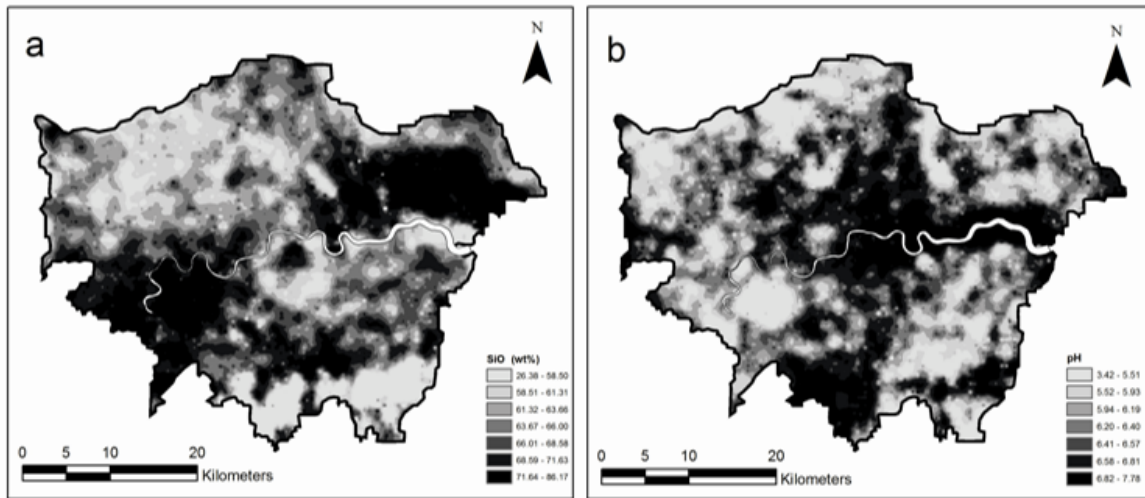 a
N
SiO (wt%)
26.38 - 58.50
58.51 - 61.31
61.32 - 63.66
63.67 - 66.00
66.01 - 68.58
68.59 - 71.63
71.64 - 86.17
0 5 10 20
Kilometers
b
N
pH
3.42 - 5.51
5.52 - 5.93
5.94 - 6.19
6.20 - 6.40
6.41 - 6.57
6.58 - 6.81
6.82 - 7.78
0 5 10 20
Kilometers